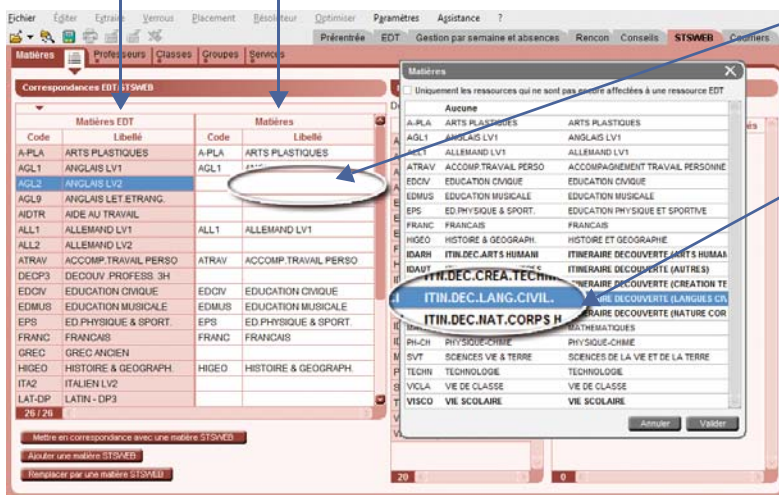 Fichier Éditer Extraire Verrous Placement Résoluteur Optimiser Paramètres Assistance ?
Préréntrée EDT Gestion par semaine et absences Rencon Conseils STSWEB Courriers
Matières Professeurs Classes Groupes Services
Correspondances EDT/STSWEB
Matières EDT Matières
Code Libellé Code Libellé
A-PLA ARTS PLASTIQUES A-PLA ARTS PLASTIQUES
AGL1 ANGLAIS LV1 AGL1
AGL2 ANGLAIS LV2
AGL9 ANGLAIS LET.ETRANG.
AIDTR AIDE AU TRAVAIL
ALL1 ALLEMAND LV1 ALL1 ALLEMAND LV1
ALL2 ALLEMAND LV2
ATRAV ACCOMP.TRAVAIL PERSO ATRAV ACCOMP.TRAVAIL PERSO
DECP3 DECOUV.PROFESS. 3H
EDCIV EDUCATION CIVIQUE EDCIV EDUCATION CIVIQUE
EDMUS EDUCATION MUSICALE EDMUS EDUCATION MUSICALE
EPS ED.PHYSIQUE & SPORT. EPS ED.PHYSIQUE & SPORT.
FRANC FRANCAIS FRANC FRANCAIS
GREC GREC ANCIEN
HIGEO HISTOIRE & GEOGRAPH. HIGEO HISTOIRE & GEOGRAPH.
ITA2 ITALIEN LV2
LAT-DP LATIN - DP3
26 / 26
Mettre en correspondance avec une matière STSWEB
Ajouter une matière STSWEB
Remplacer par une matière STSWEB
Matières
Uniquement les ressources qui ne sont pas encore affectées à une ressource EDT
Aucune
A-PLA ARTS PLASTIQUES ARTS PLASTIQUES
AGL1 ANGLAIS LV1 ANGLAIS LV1
ALL1 ALLEMAND LV1 ALLEMAND LV1
ATRAV ACCOMP.TRAVAIL PERSO ACCOMPAGNEMENT TRAVAIL PERSONNE
EDCIV EDUCATION CIVIQUE EDUCATION CIVIQUE
EDMUS EDUCATION MUSICALE EDUCATION MUSICALE
EPS ED.PHYSIQUE & SPORT. EDUCATION PHYSIQUE ET SPORTIVE
FRANC FRANCAIS FRANCAIS
HIGEO HISTOIRE & GEOGRAPH. HISTOIRE ET GEOGRAPHIE
IDARH ITIN.DEC.ARTS HUMANI ITINERAIRE DECOUVERTE (ARTS HUMAN
IDAUT ITINERAIRE DECOUVERTE (AUTRES)
ITIN.DEC.CREA.TECHN ITINERAIRE DECOUVERTE (CREATION TE
ITIN.DEC.LANG.CIVIL. DECOUVERTE (LANGUES CIV
ITIN.DEC.NAT.CORPS H DECOUVERTE (NATURE COR
MATHEMATIQUES
PH-CH PHYSIQUE-CHIMIE PHYSIQUE-CHIMIE
SVT SCIENCES VIE & TERRE SCIENCES DE LA VIE ET DE LA TERRE
TECHN TECHNOLOGIE TECHNOLOGIE
VICLA VIE DE CLASSE VIE DE CLASSE
VISCO VIE SCOLAIRE VIE SCOLAIRE
Annuler Valider
20 0